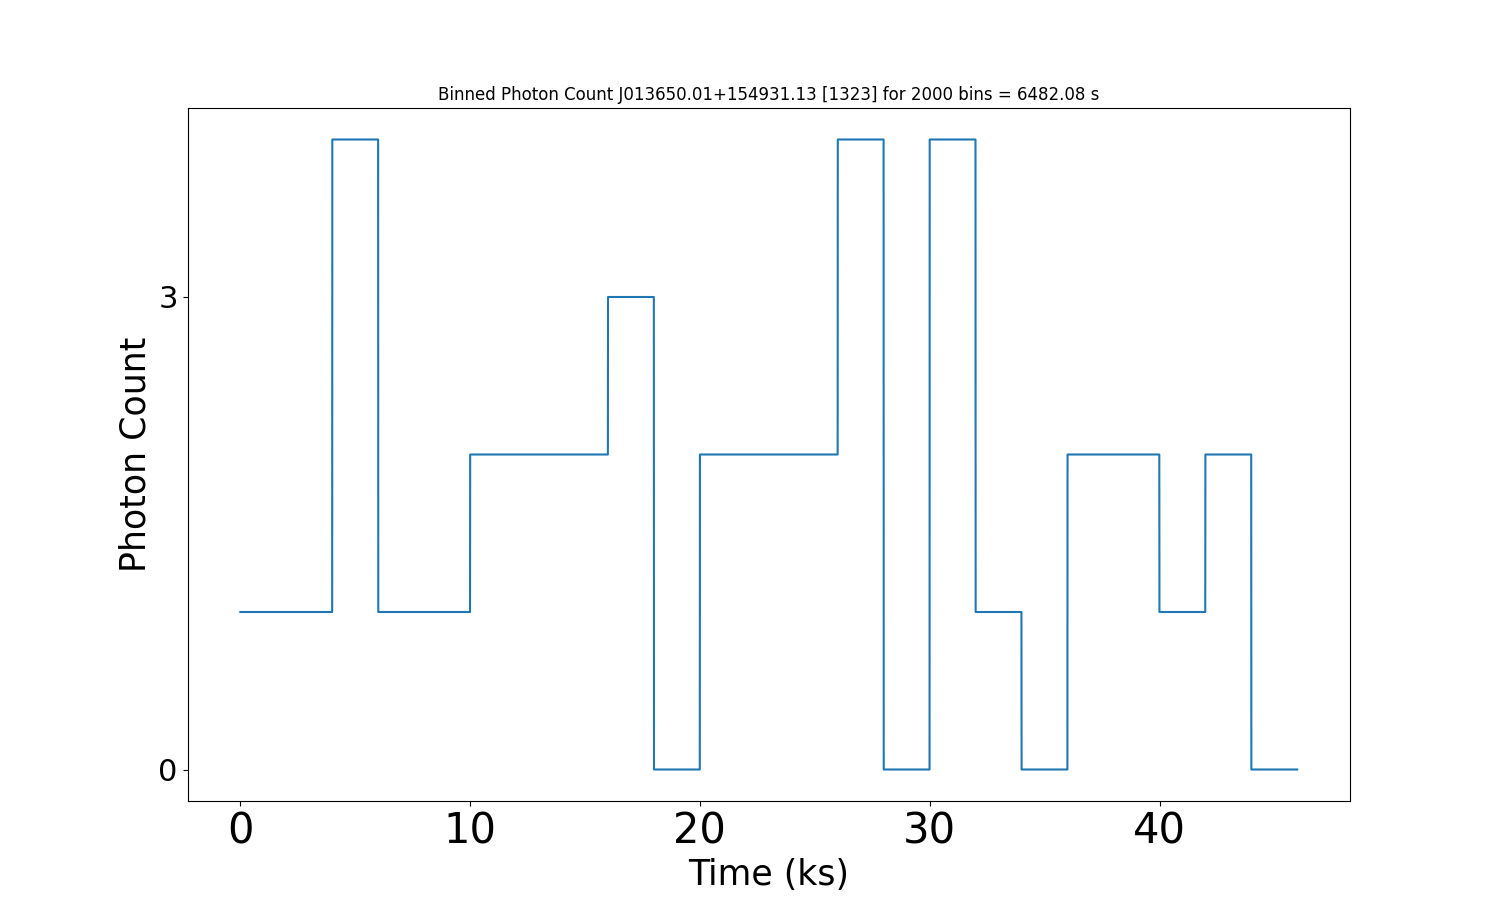 Binned Photon Count J013650.01+154931.13 [1323] for 2000 bins = 6482.08 s
3
0
Photon Count
0 10 20 30 40
Time (ks)